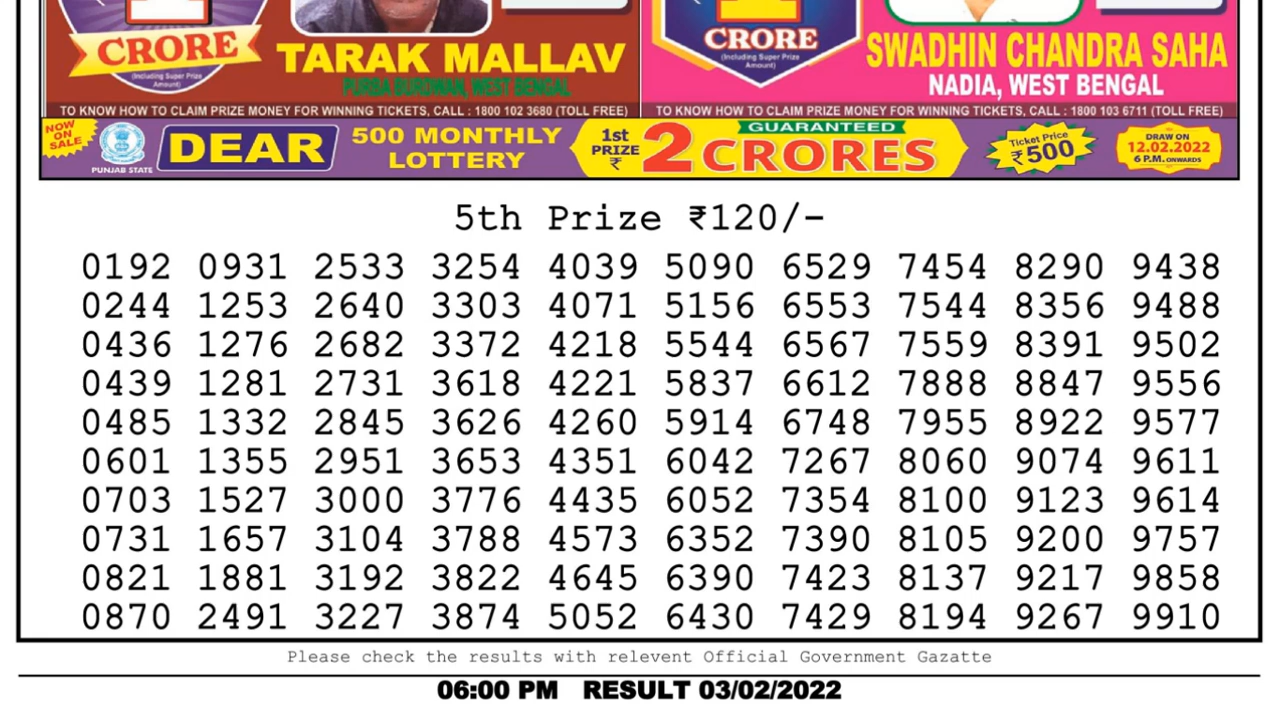 CRORE
(Including Super Prize Amount)
TARAK MALLAV
PURBA BURDWAN, WEST BENGAL
TO KNOW HOW TO CLAIM PRIZE MONEY FOR WINNING TICKETS, CALL : 1800 102 3680 (TOLL FREE)
CRORE
(Including Super Prize Amount)
SWADHIN CHANDRA SAHA
NADIA, WEST BENGAL
TO KNOW HOW TO CLAIM PRIZE MONEY FOR WINNING TICKETS, CALL : 1800 103 6711 (TOLL FREE)
NOW ON SALE
PUNJAB STATE
DEAR
500 MONTHLY
LOTTERY
1st
PRIZE
₹
GUARANTEED
2 CRORES
Ticket Price
₹500
DRAW ON
12.02.2022
6 P.M. ONWARDS
5th Prize ₹120/-
0192 0931 2533 3254 4039 5090 6529 7454 8290 9438
0244 1253 2640 3303 4071 5156 6553 7544 8356 9488
0436 1276 2682 3372 4218 5544 6567 7559 8391 9502
0439 1281 2731 3618 4221 5837 6612 7888 8847 9556
0485 1332 2845 3626 4260 5914 6748 7955 8922 9577
0601 1355 2951 3653 4351 6042 7267 8060 9074 9611
0703 1527 3000 3776 4435 6052 7354 8100 9123 9614
0731 1657 3104 3788 4573 6352 7390 8105 9200 9757
0821 1881 3192 3822 4645 6390 7423 8137 9217 9858
0870 2491 3227 3874 5052 6430 7429 8194 9267 9910
Please check the results with relevent Official Government Gazatte
06:00 PM RESULT 03/02/2022